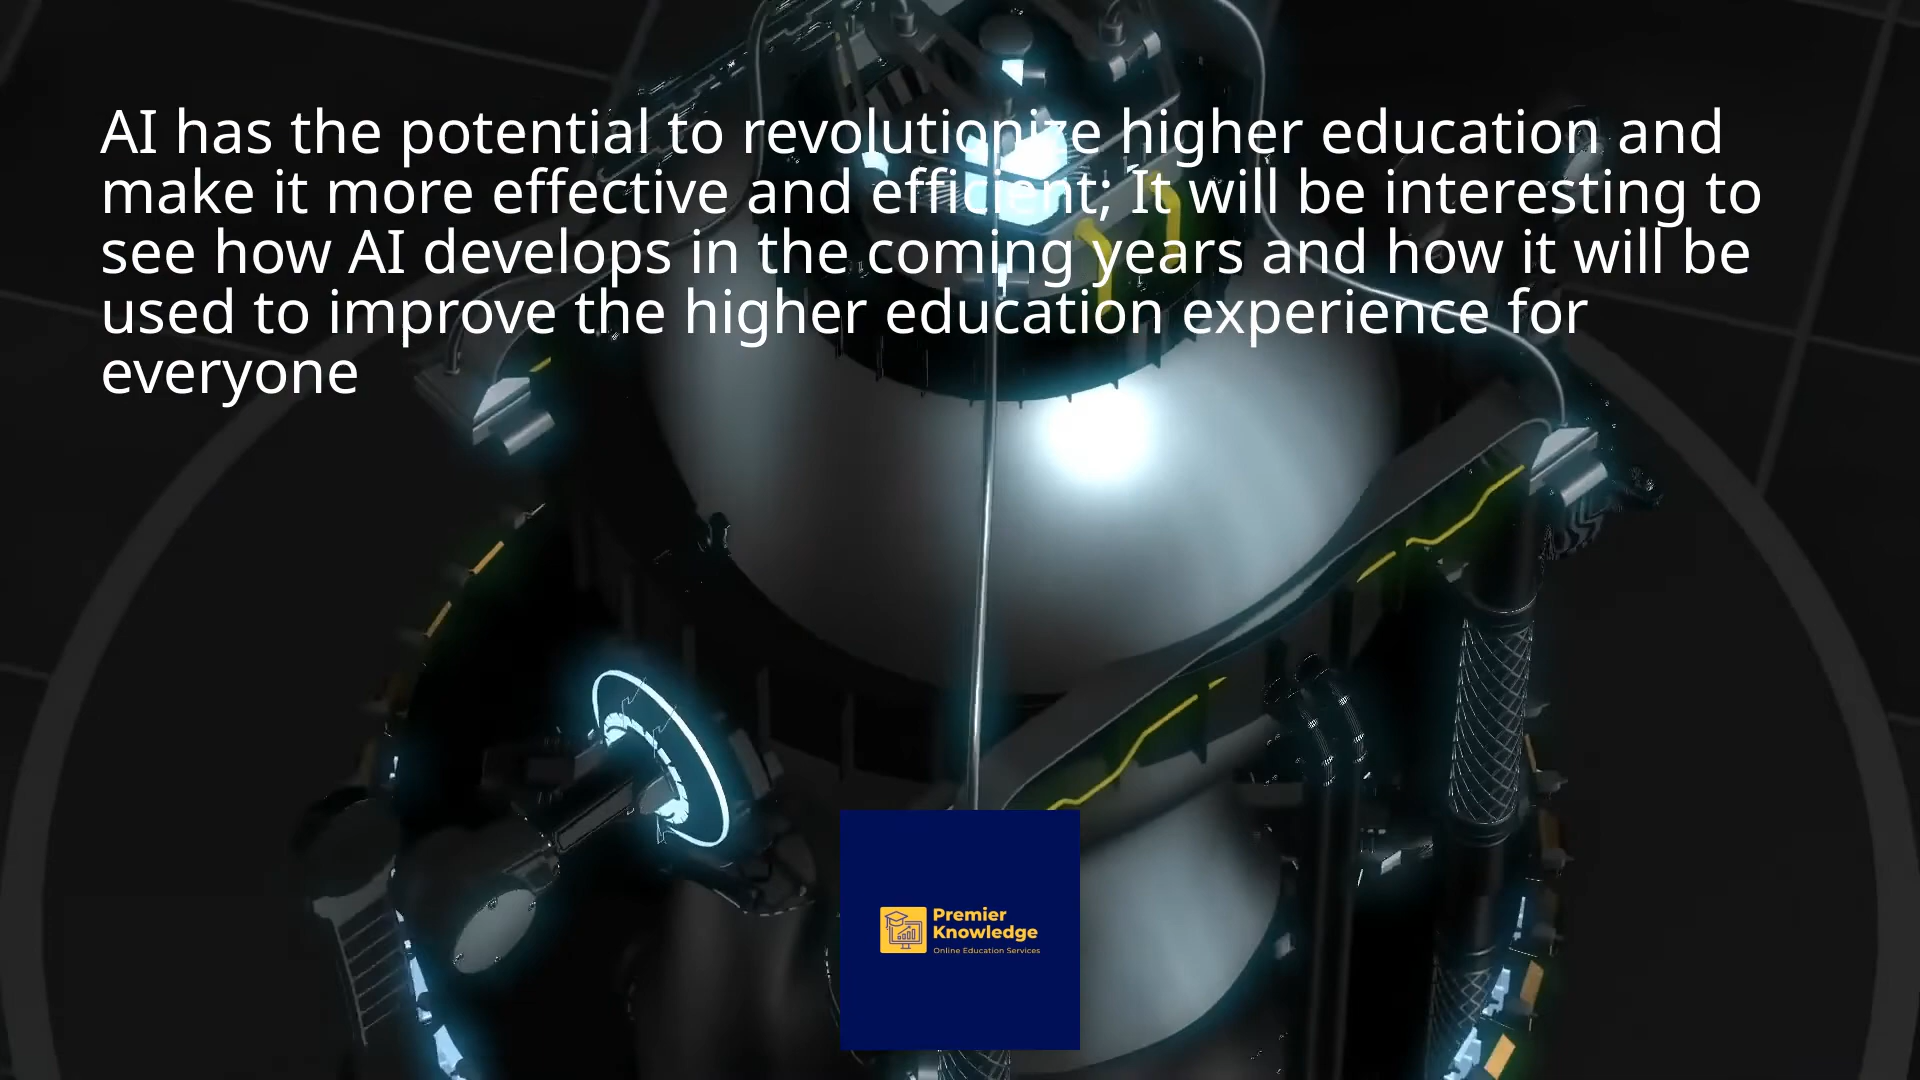 AI has the potential to revolutionize higher education and
make it more effective and efficient; It will be interesting to
see how AI develops in the coming years and how it will be
used to improve the higher education experience for
everyone
Premier
Knowledge
Online Education Services